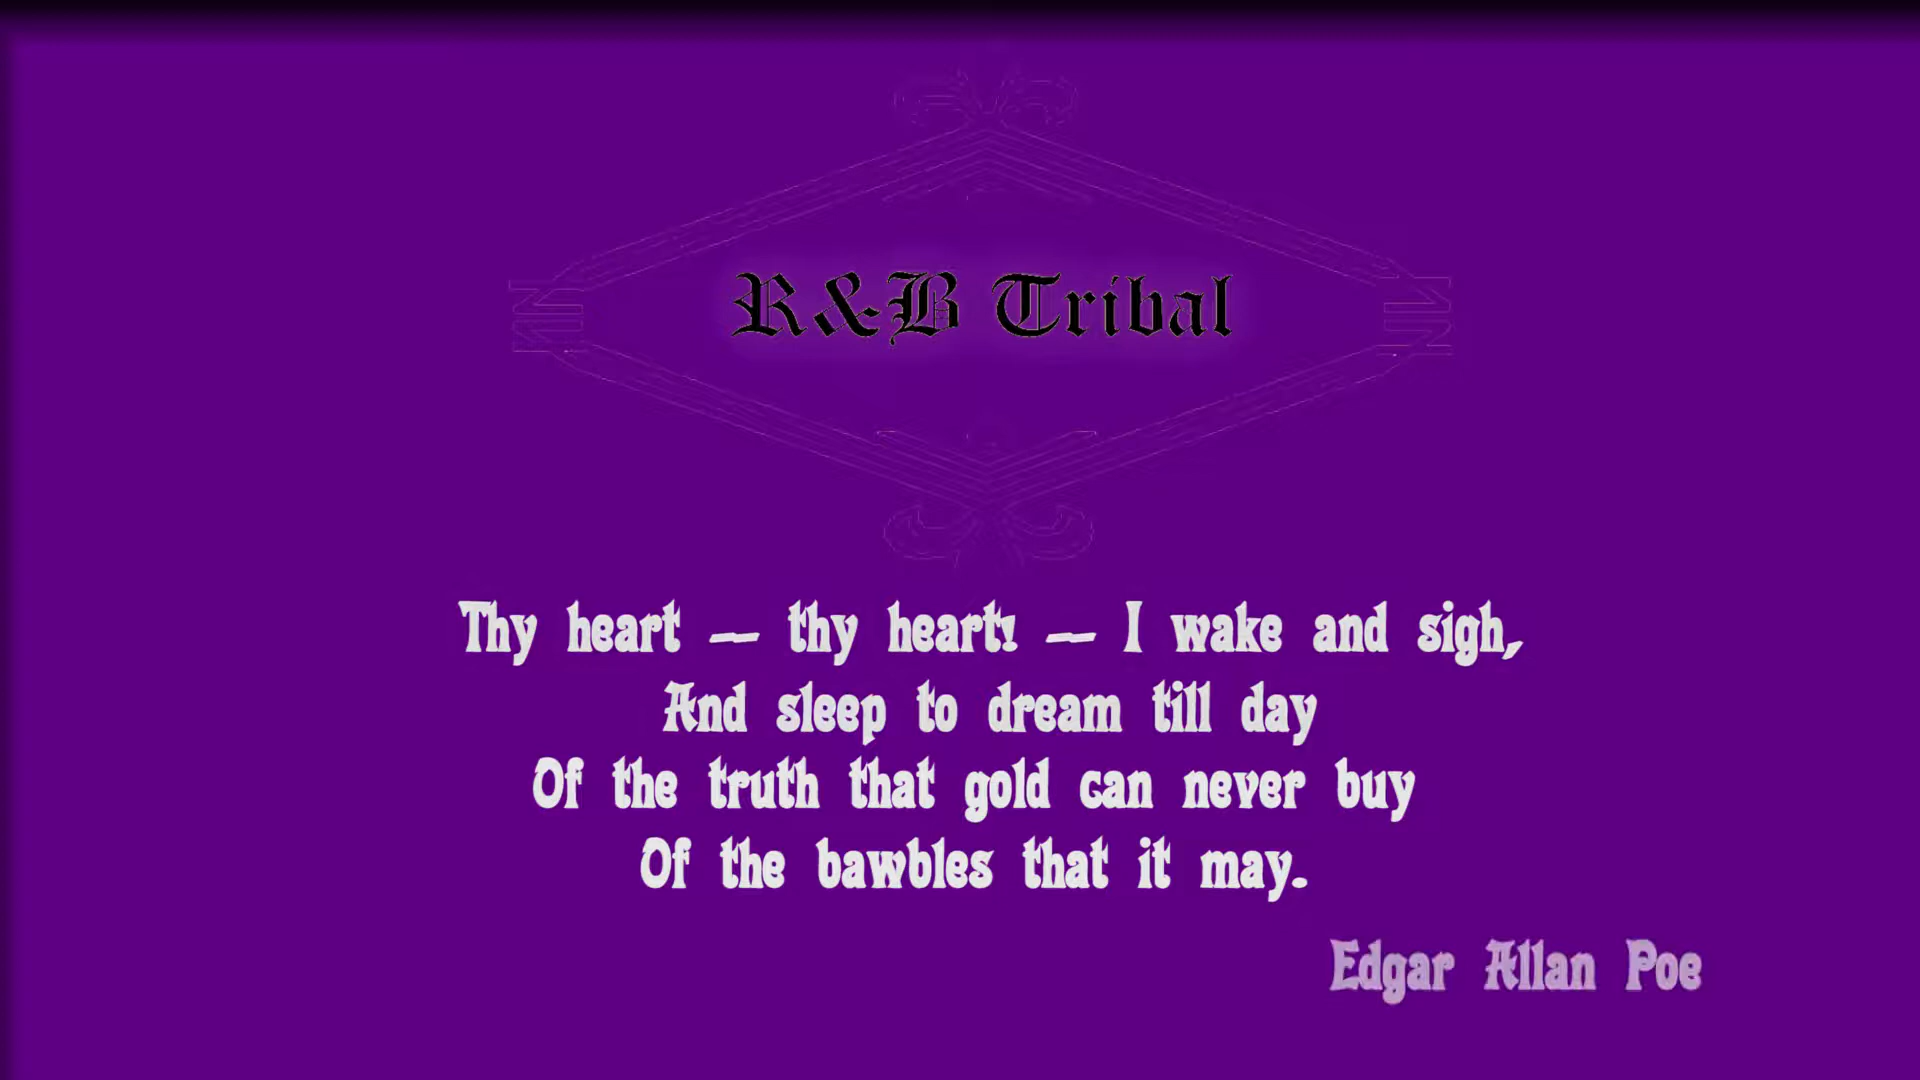 R&B Tribal
Thy heart — thy heart! — I wake and sigh,
And sleep to dream till day
Of the truth that gold can never buy
Of the bawbles that it may.
Edgar Allan Poe